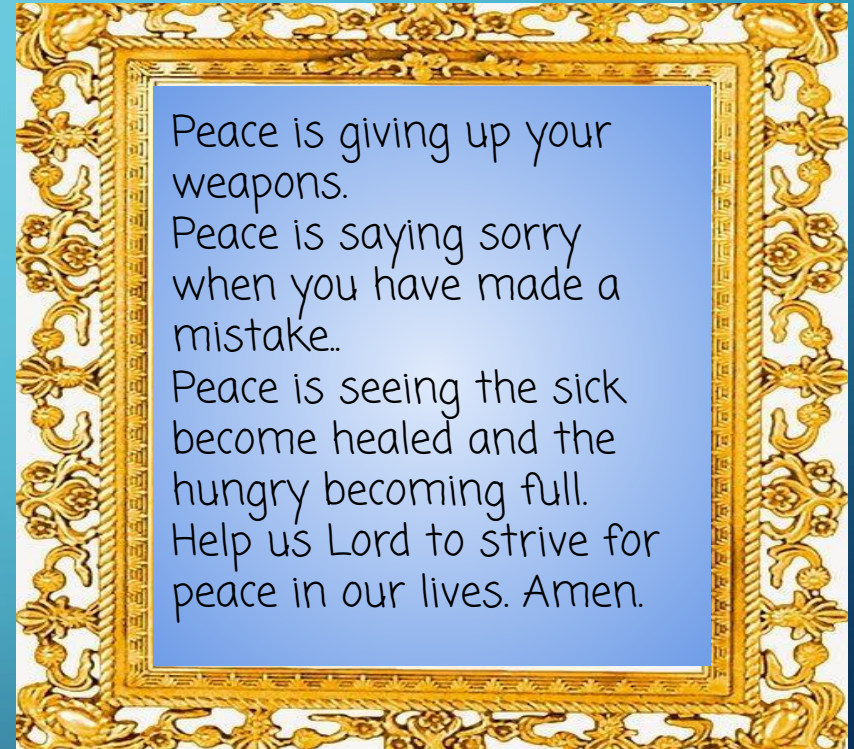 Peace is giving up your
weapons.
Peace is saying sorry
when you have made a
mistake..
Peace is seeing the sick
become healed and the
hungry becoming full.
Help us Lord to strive for
peace in our lives. Amen.